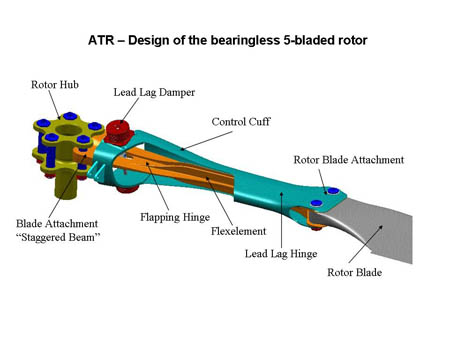 ATR – Design of the bearingless 5-bladed rotor
Rotor Hub
Lead Lag Damper
Control Cuff
Rotor Blade Attachment
Blade Attachment
“Staggered Beam”
Flapping Hinge
Flexelement
Lead Lag Hinge
Rotor Blade